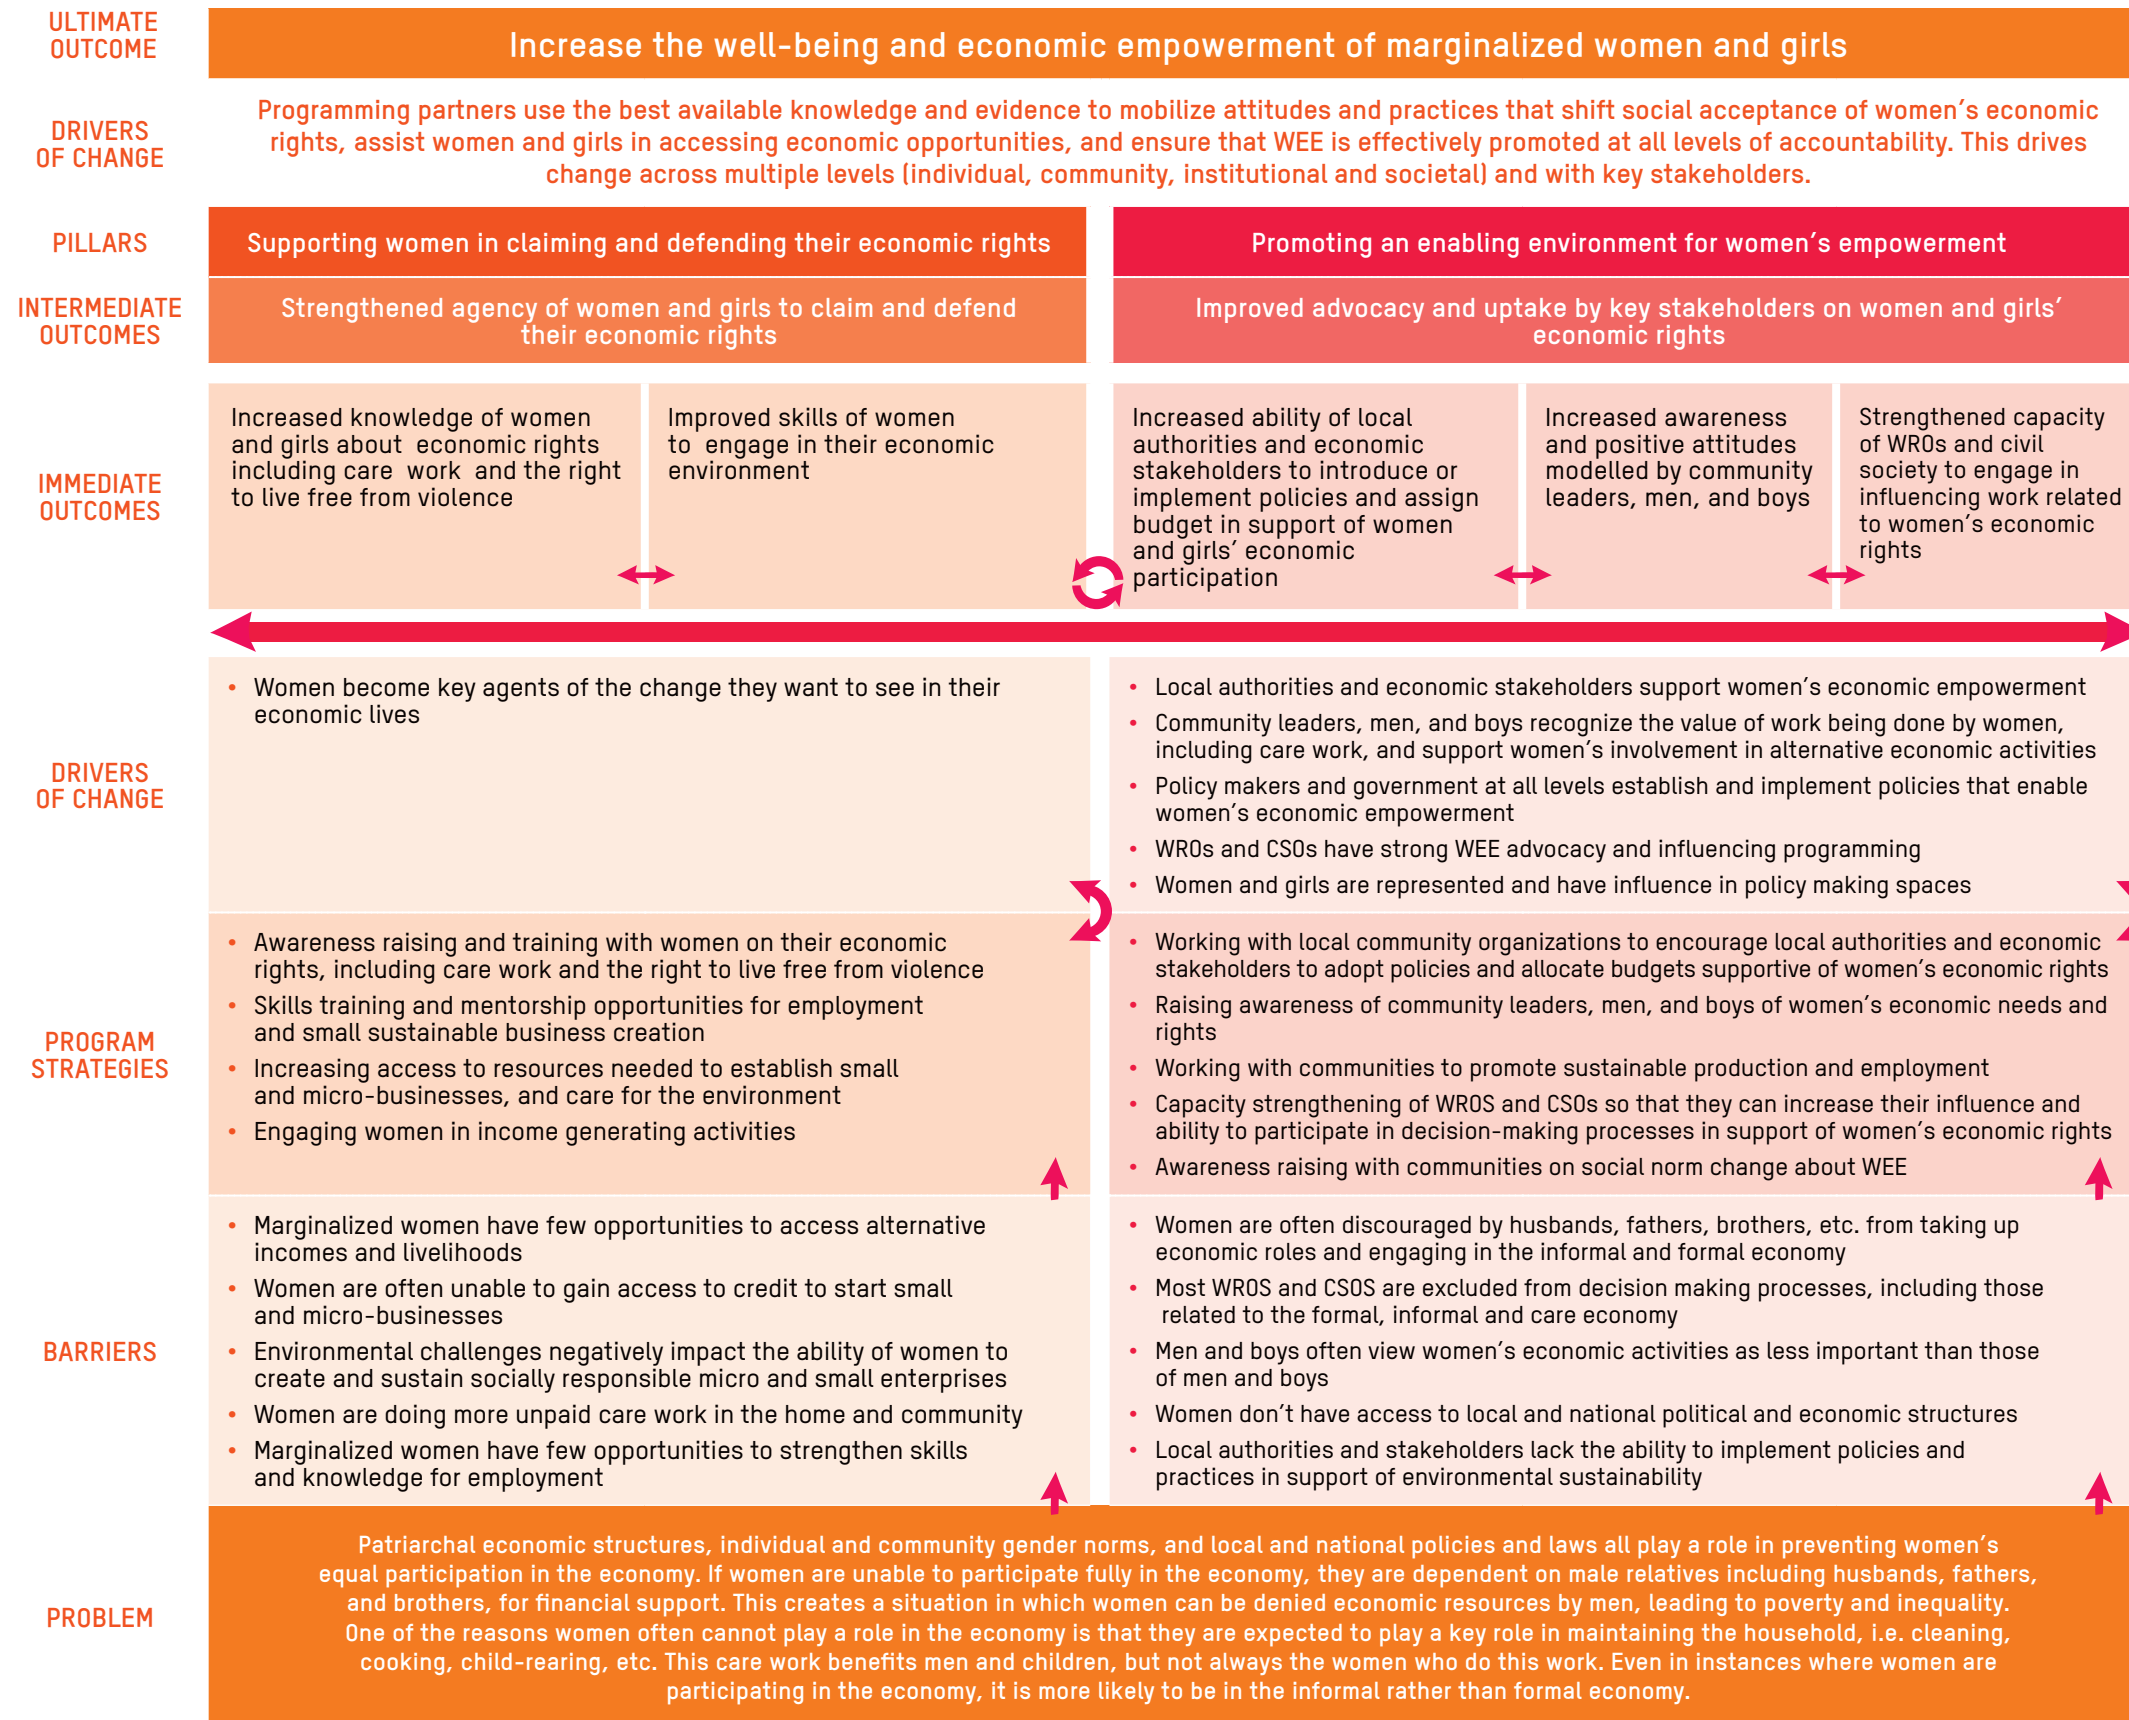 ULTIMATE
OUTCOME
Increase the well-being and economic empowerment of marginalized women and girls
DRIVERS
OF CHANGE
Programming partners use the best available knowledge and evidence to mobilize attitudes and practices that shift social acceptance of women’s economic
rights, assist women and girls in accessing economic opportunities, and ensure that WEE is effectively promoted at all levels of accountability. This drives
change across multiple levels (individual, community, institutional and societal) and with key stakeholders.
PILLARS
Supporting women in claiming and defending their economic rights
Promoting an enabling environment for women’s empowerment
INTERMEDIATE
OUTCOMES
Strengthened agency of women and girls to claim and defend
their economic rights
Improved advocacy and uptake by key stakeholders on women and girls’
economic rights
IMMEDIATE
OUTCOMES
Increased knowledge of women
and girls about economic rights
including care work and the right
to live free from violence
Improved skills of women
to engage in their economic
environment
Increased ability of local
authorities and economic
stakeholders to introduce or
implement policies and assign
budget in support of women
and girls’ economic
participation
Increased awareness
and positive attitudes
modelled by community
leaders, men, and boys
Strengthened capacity
of WROs and civil
society to engage in
influencing work related
to women’s economic
rights
DRIVERS
OF CHANGE
• Women become key agents of the change they want to see in their
economic lives
• Local authorities and economic stakeholders support women’s economic empowerment
• Community leaders, men, and boys recognize the value of work being done by women,
including care work, and support women’s involvement in alternative economic activities
• Policy makers and government at all levels establish and implement policies that enable
women’s economic empowerment
• WROs and CSOs have strong WEE advocacy and influencing programming
• Women and girls are represented and have influence in policy making spaces
PROGRAM
STRATEGIES
• Awareness raising and training with women on their economic
rights, including care work and the right to live free from violence
• Skills training and mentorship opportunities for employment
and small sustainable business creation
• Increasing access to resources needed to establish small
and micro-businesses, and care for the environment
• Engaging women in income generating activities
• Working with local community organizations to encourage local authorities and economic
stakeholders to adopt policies and allocate budgets supportive of women’s economic rights
• Raising awareness of community leaders, men, and boys of women’s economic needs and
rights
• Working with communities to promote sustainable production and employment
• Capacity strengthening of WROS and CSOs so that they can increase their influence and
ability to participate in decision-making processes in support of women’s economic rights
• Awareness raising with communities on social norm change about WEE
BARRIERS
• Marginalized women have few opportunities to access alternative
incomes and livelihoods
• Women are often unable to gain access to credit to start small
and micro-businesses
• Environmental challenges negatively impact the ability of women to
create and sustain socially responsible micro and small enterprises
• Women are doing more unpaid care work in the home and community
• Marginalized women have few opportunities to strengthen skills
and knowledge for employment
• Women are often discouraged by husbands, fathers, brothers, etc. from taking up
economic roles and engaging in the informal and formal economy
• Most WROS and CSOS are excluded from decision making processes, including those
related to the formal, informal and care economy
• Men and boys often view women’s economic activities as less important than those
of men and boys
• Women don’t have access to local and national political and economic structures
• Local authorities and stakeholders lack the ability to implement policies and
practices in support of environmental sustainability
PROBLEM
Patriarchal economic structures, individual and community gender norms, and local and national policies and laws all play a role in preventing women’s
equal participation in the economy. If women are unable to participate fully in the economy, they are dependent on male relatives including husbands, fathers,
and brothers, for financial support. This creates a situation in which women can be denied economic resources by men, leading to poverty and inequality.
One of the reasons women often cannot play a role in the economy is that they are expected to play a key role in maintaining the household, i.e. cleaning,
cooking, child-rearing, etc. This care work benefits men and children, but not always the women who do this work. Even in instances where women are
participating in the economy, it is more likely to be in the informal rather than formal economy.